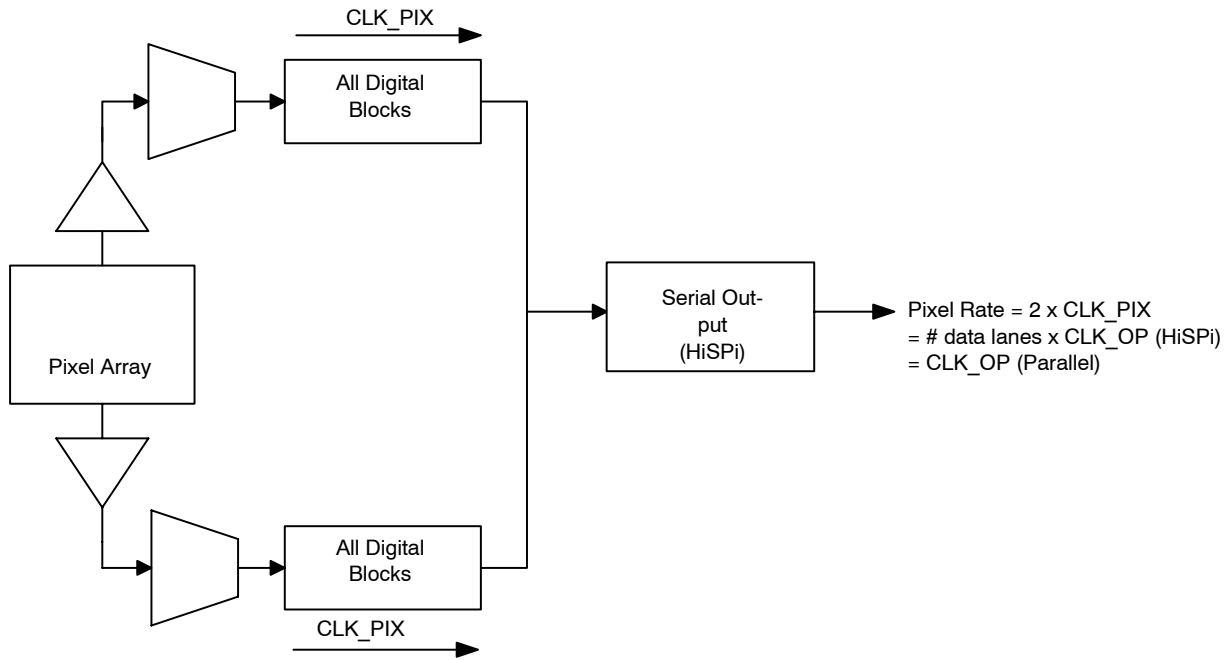 CLK_PIX
All Digital
Blocks
Pixel Array
Serial Out-
put
(HiSPi)
Pixel Rate = 2 x CLK_PIX
= # data lanes x CLK_OP (HiSPi)
= CLK_OP (Parallel)
All Digital
Blocks
CLK_PIX